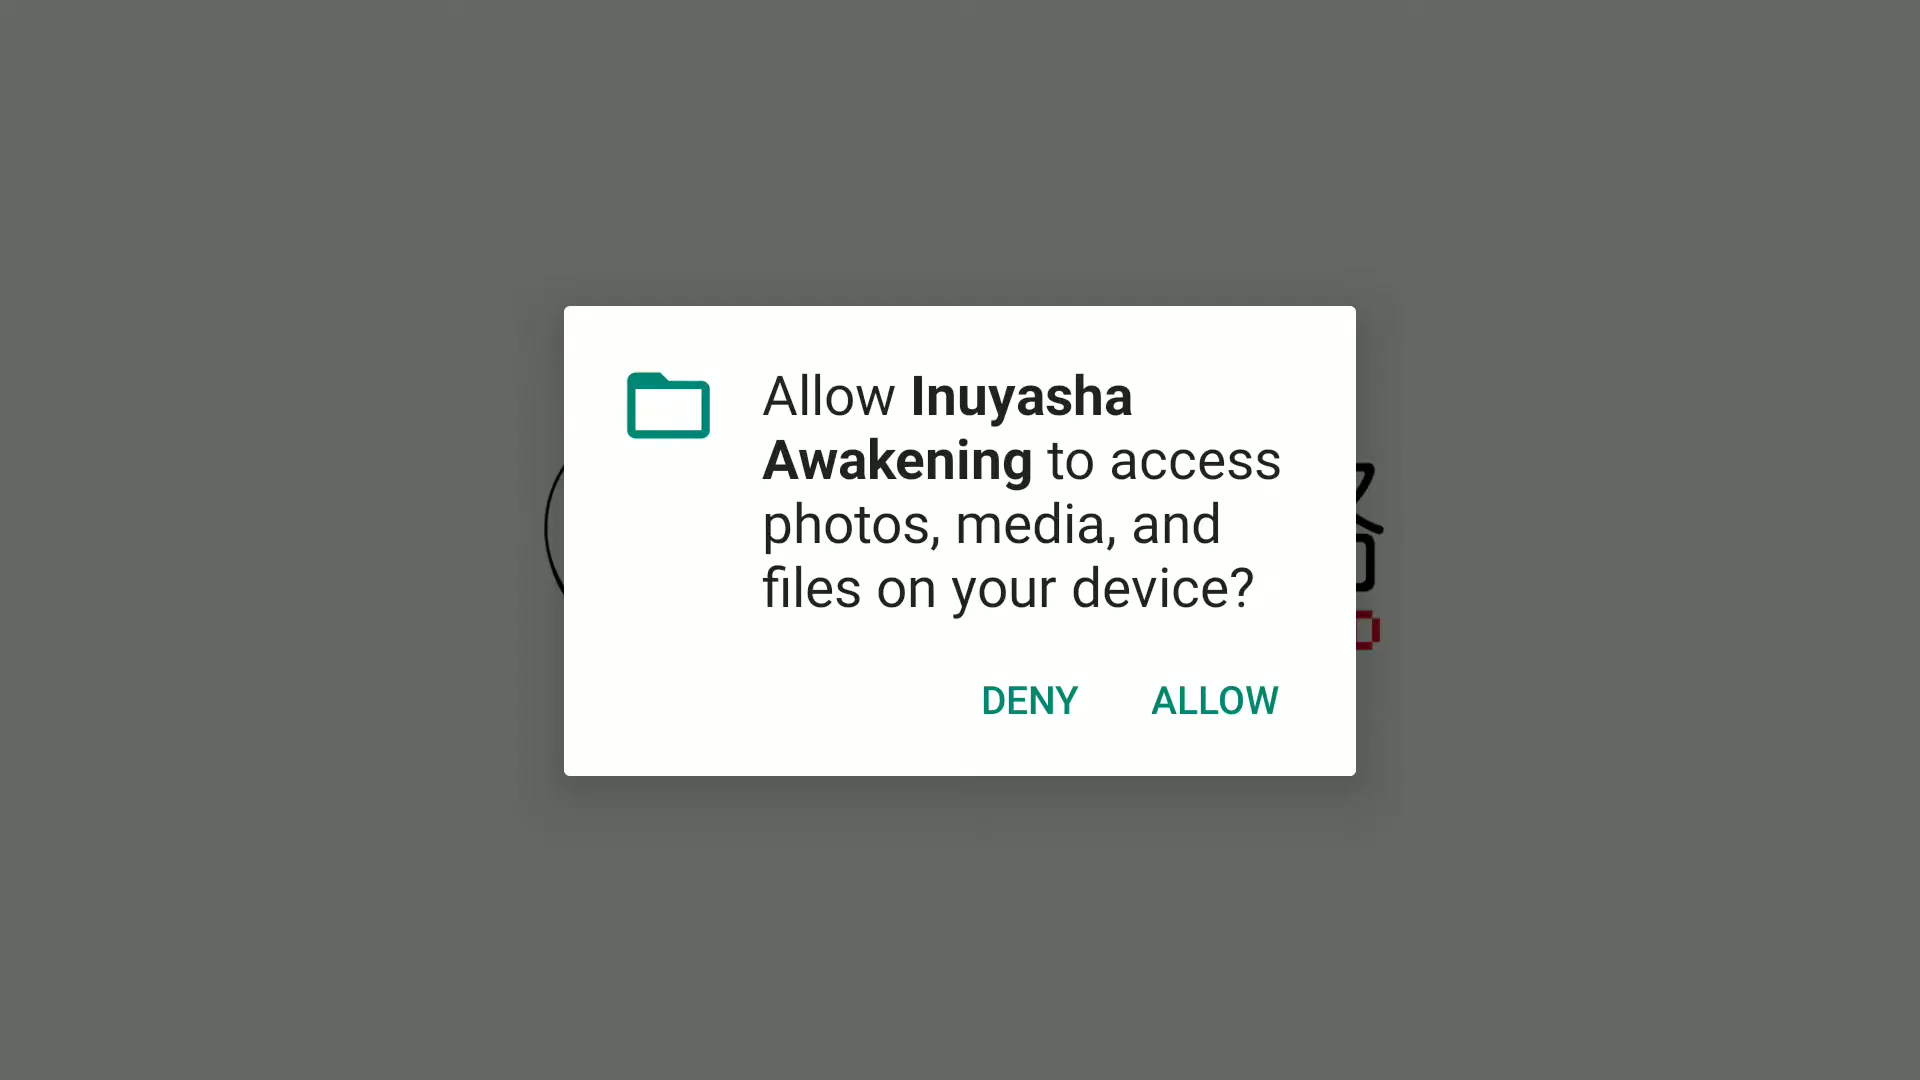 Allow Inuyasha
Awakening to access
photos, media, and
files on your device?
DENY ALLOW